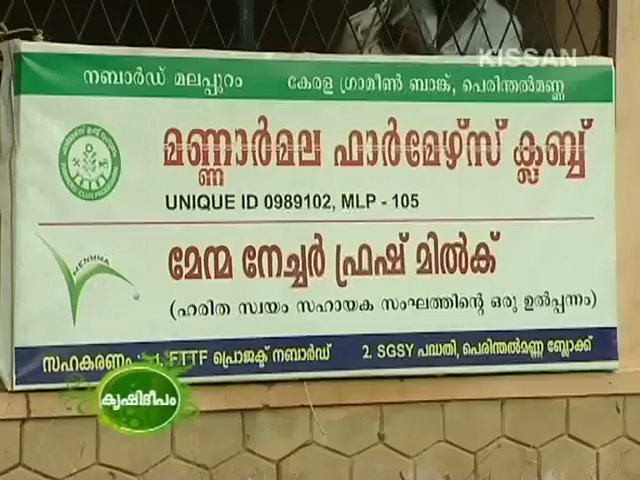 KISSAN
നബാർഡ് മലപ്പുറം കേരള ഗ്രാമീൺ ബാങ്ക്, പെരിന്തൽമണ്ണ
മണ്ണാർമല ഫാർമേഴ്സ് ക്ലബ്ബ്
UNIQUE ID 0989102, MLP - 105
MENMMA
മേന്മ നേച്ചർ ഫ്രഷ് മിൽക്
(ഹരിത സ്വയം സഹായക സംഘത്തിന്റെ ഒരു ഉൽപ്പന്നം)
സഹകരണം: 1. FTTF പ്രൊജക്ട് നബാർഡ് 2. SGSY പദ്ധതി, പെരിന്തൽമണ്ണ ബ്ലോക്ക്
കൃഷിദീപം